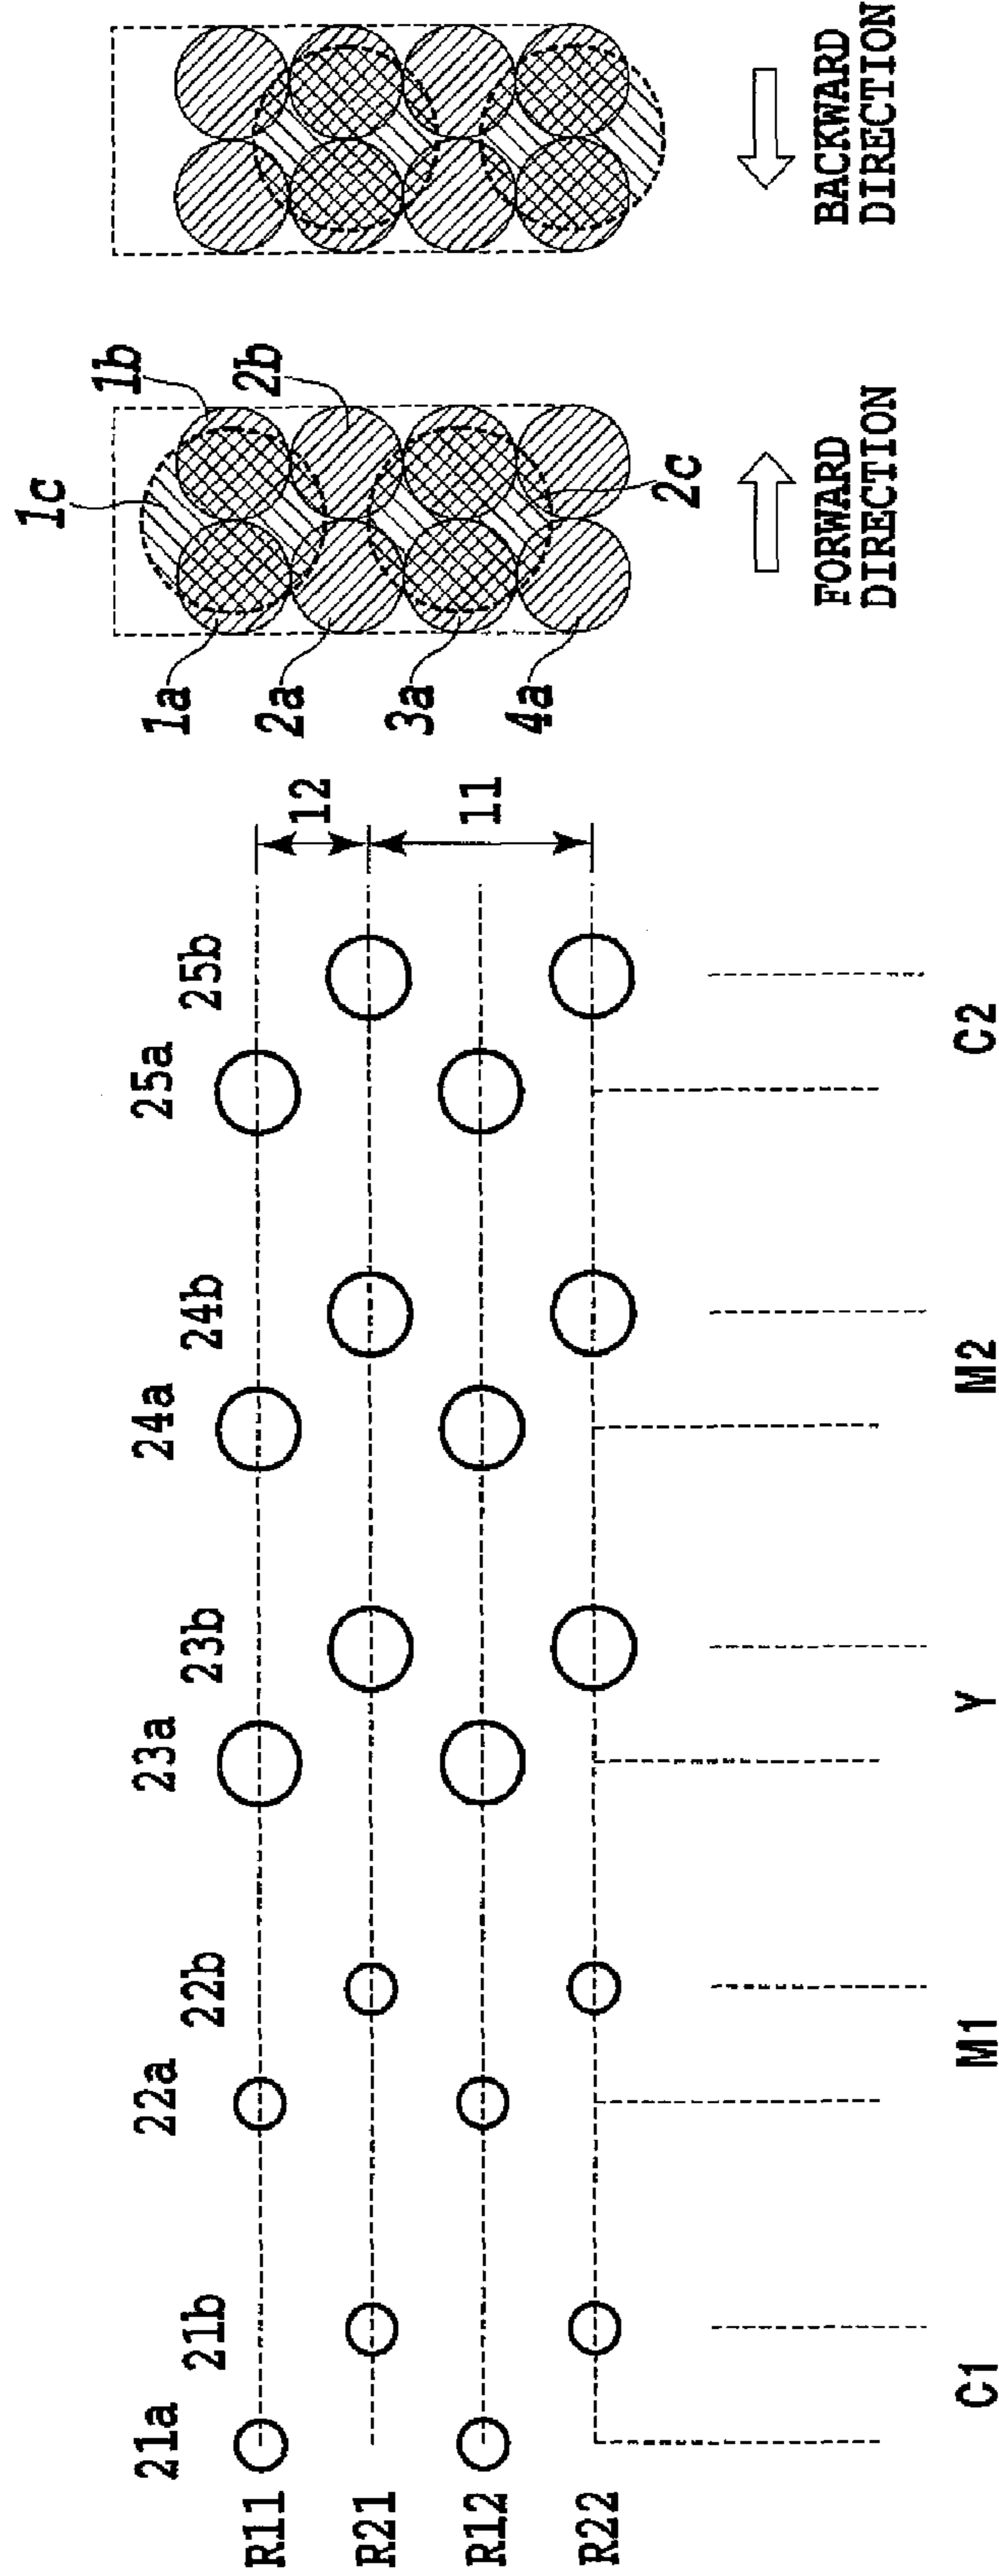 21a
21b
22a
22b
23a
23b
24a
24b
25a
25b
R11
R21
R12
R22
12
11
C1
M1
Y
M2
C2
1c
1b
2b
1a
2a
3a
4a
2c
FORWARD
DIRECTION
BACKWARD
DIRECTION